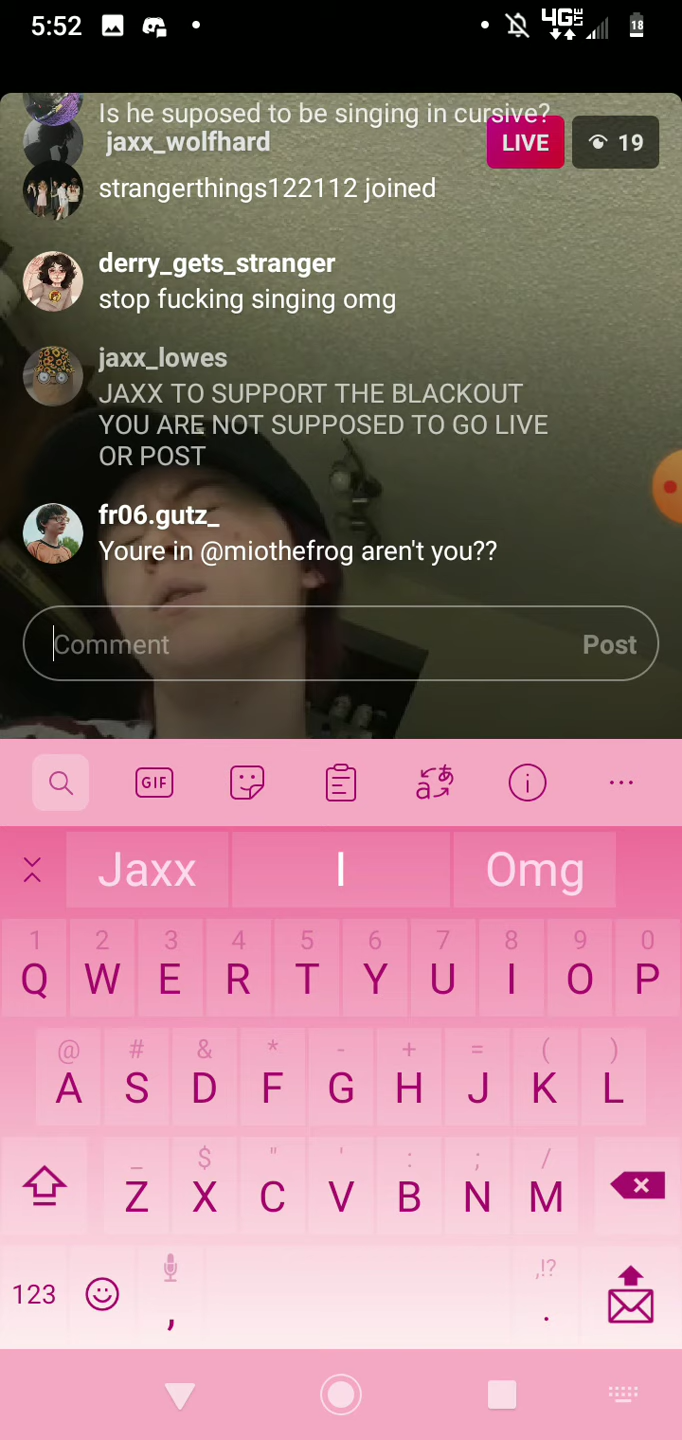 5:52
4G LTE
18
Is he suposed to be singing in cursive?
jaxx_wolfhard
LIVE
19
strangerthings122112 joined
derry_gets_stranger
stop fucking singing omg
jaxx_lowes
JAXX TO SUPPORT THE BLACKOUT
YOU ARE NOT SUPPOSED TO GO LIVE
OR POST
fr06.gutz_
Youre in @miothefrog aren't you??
Comment
Post
GIF
a あ
Jaxx I Omg
1 2 3 4 5 6 7 8 9 0
Q W E R T Y U I O P
@ # & * - + = ( )
A S D F G H J K L
_ $ " ' : ; /
Z X C V B N M
,!?
123 , .